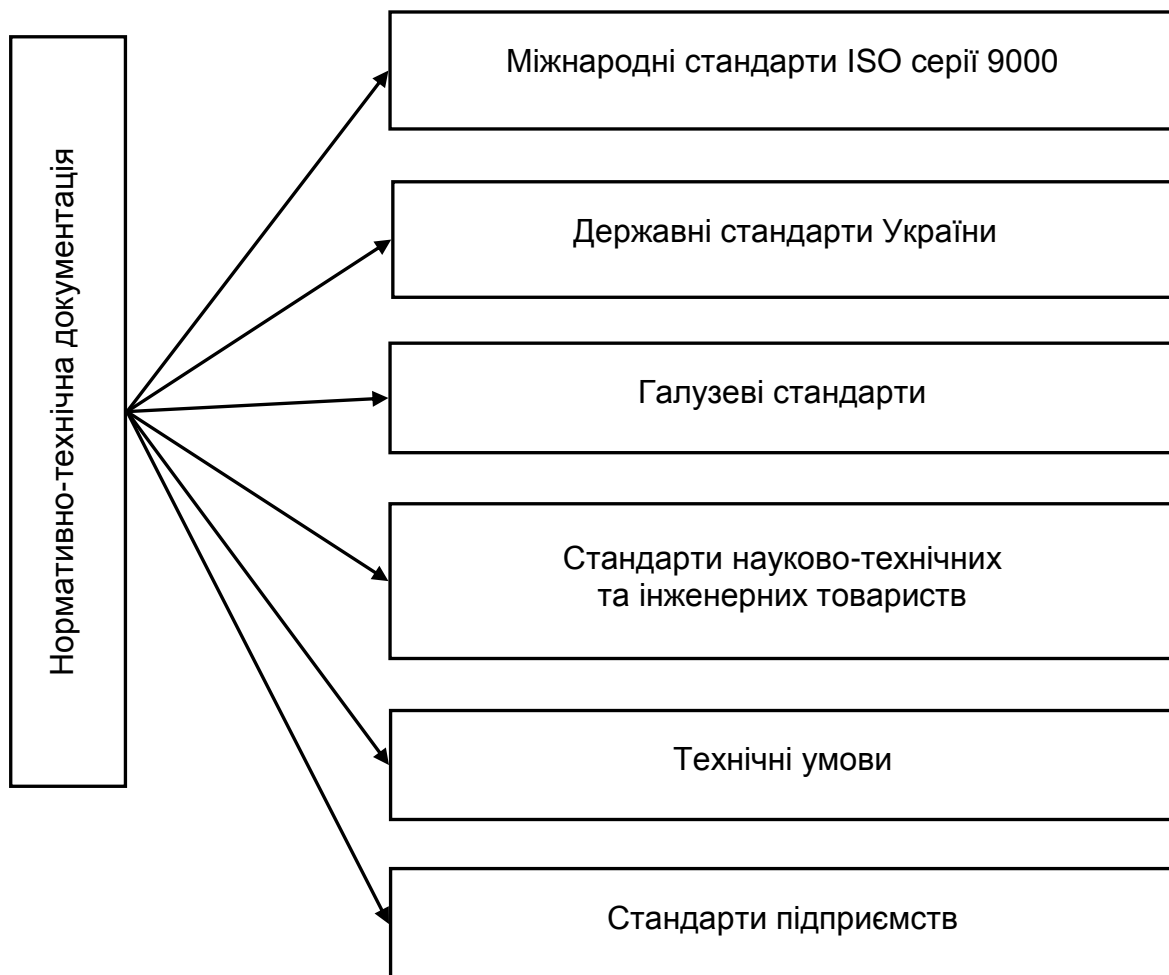 Нормативно-технічна документація
Міжнародні стандарти ISO серії 9000
Державні стандарти України
Галузеві стандарти
Стандарти науково-технічних
та інженерних товариств
Технічні умови
Стандарти підприємств